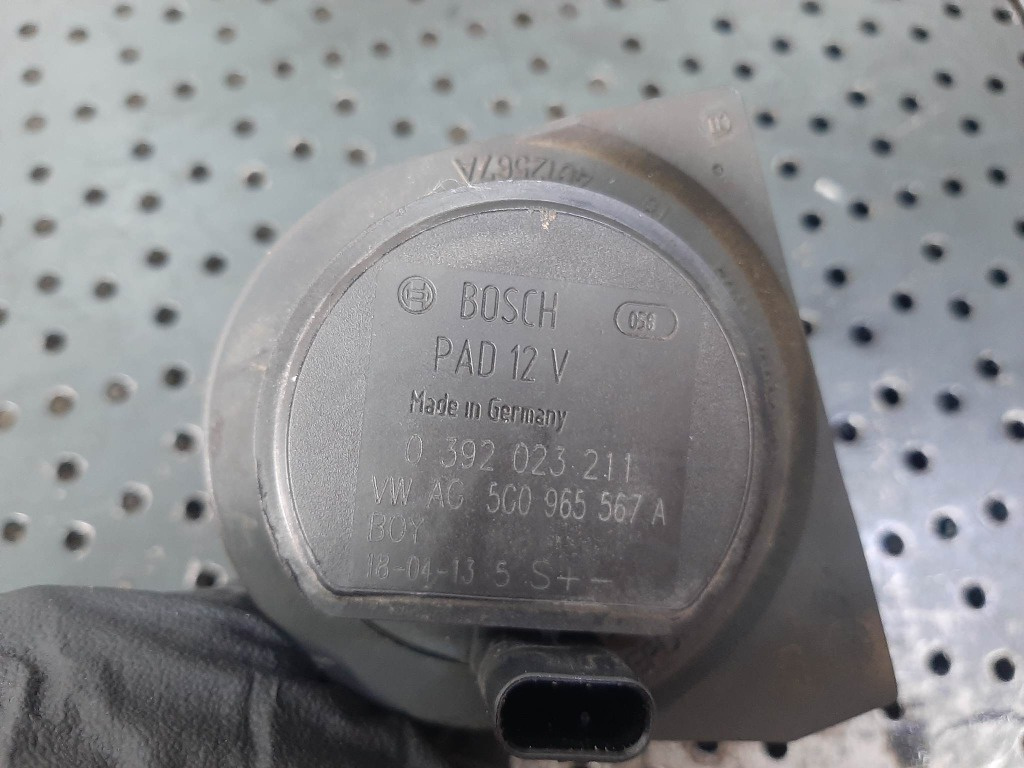 BOSCH
056
PAD 12 V
Made in Germany
0 392 023 211
VW AG 5G0 965 567 A
BOY
18-04-13 5 S + -